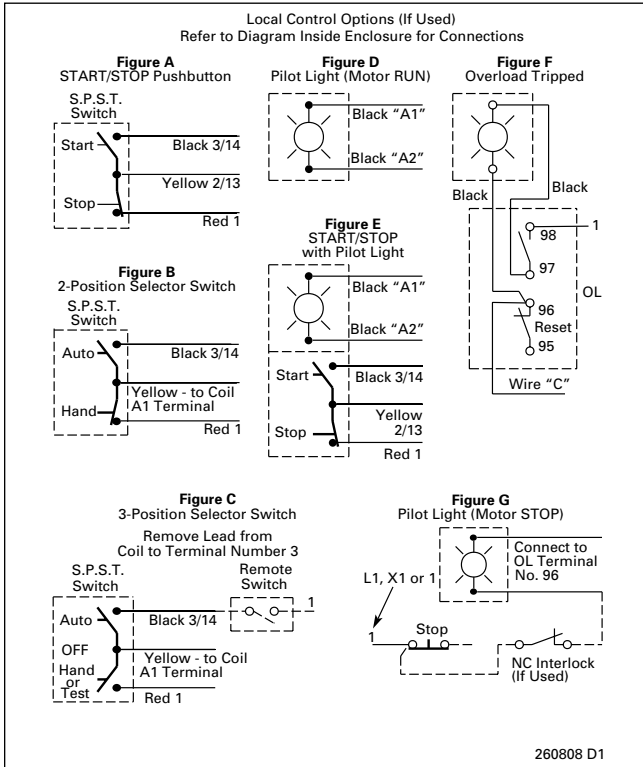 Local Control Options (If Used)
Refer to Diagram Inside Enclosure for Connections
Figure A
START/STOP Pushbutton
S.P.S.T.
Switch
Start
Black 3/14
Yellow 2/13
Stop
Red 1
Figure D
Pilot Light (Motor RUN)
Black “A1”
Black “A2”
Figure F
Overload Tripped
Black
Black
1
98
97
OL
96
Reset
95
Wire “C”
Figure B
2-Position Selector Switch
S.P.S.T.
Switch
Auto
Black 3/14
Yellow - to Coil
A1 Terminal
Hand
Red 1
Figure E
START/STOP
with Pilot Light
Black “A1”
Black “A2”
Start
Black 3/14
Yellow
2/13
Stop
Red 1
Figure C
3-Position Selector Switch
Remove Lead from
Coil to Terminal Number 3
S.P.S.T.
Switch
Remote
Switch
1
Auto
Black 3/14
OFF
Yellow - to Coil
A1 Terminal
Hand
or
Test
Red 1
Figure G
Pilot Light (Motor STOP)
Connect to
OL Terminal
No. 96
L1, X1 or 1
1
Stop
NC Interlock
(If Used)
260808 D1